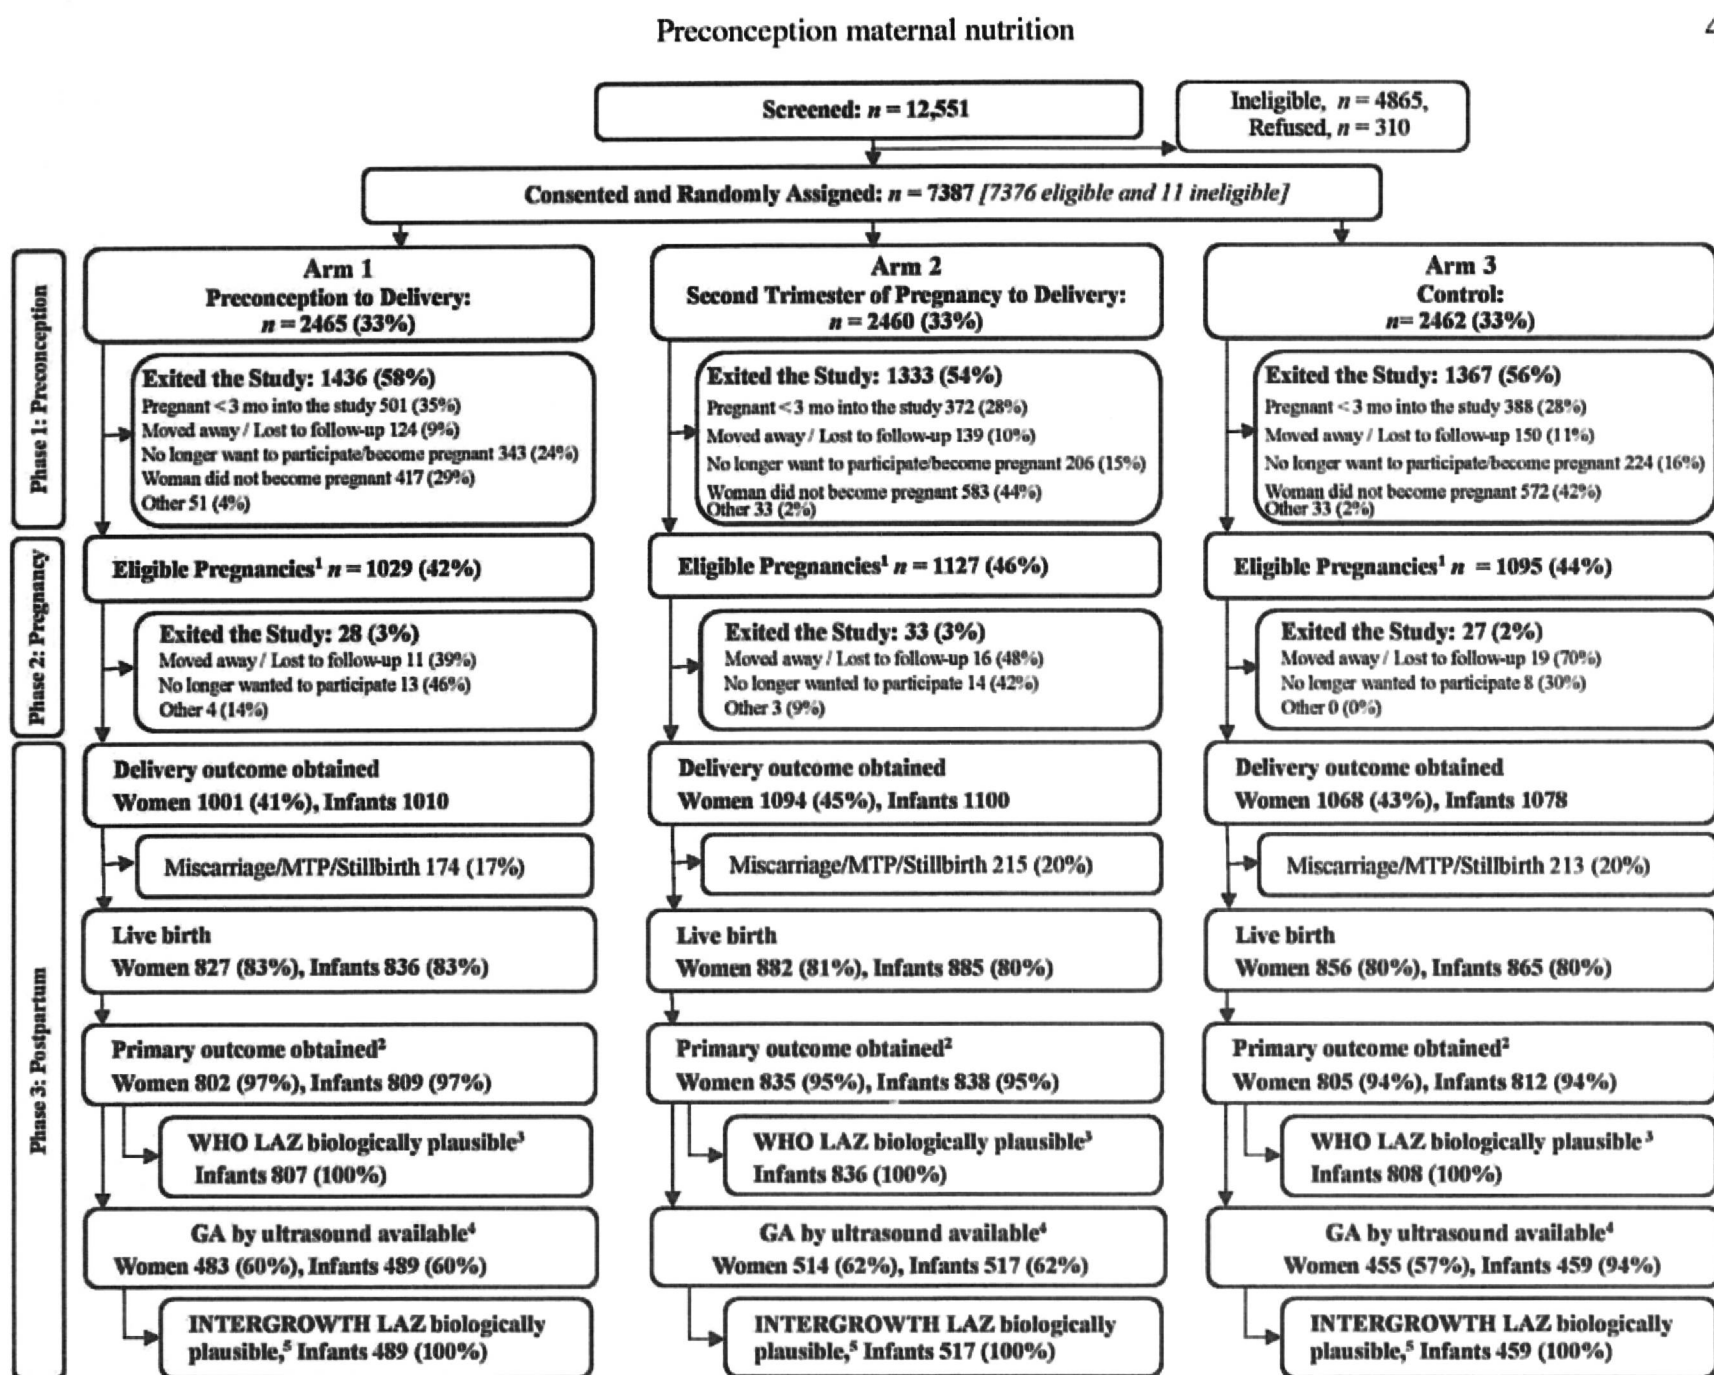 Preconception maternal nutrition
4
Screened: n = 12,551
Ineligible, n = 4865,
Refused, n = 310
Consented and Randomly Assigned: n = 7387 [7376 eligible and 11 ineligible]
Phase 1: Preconception
Arm 1
Preconception to Delivery:
n = 2465 (33%)
Arm 2
Second Trimester of Pregnancy to Delivery:
n = 2460 (33%)
Arm 3
Control:
n= 2462 (33%)
Exited the Study: 1436 (58%)
Pregnant < 3 mo into the study 501 (35%)
Moved away / Lost to follow-up 124 (9%)
No longer want to participate/become pregnant 343 (24%)
Woman did not become pregnant 417 (29%)
Other 51 (4%)
Exited the Study: 1333 (54%)
Pregnant < 3 mo into the study 372 (28%)
Moved away / Lost to follow-up 139 (10%)
No longer want to participate/become pregnant 206 (15%)
Woman did not become pregnant 583 (44%)
Other 33 (2%)
Exited the Study: 1367 (56%)
Pregnant < 3 mo into the study 388 (28%)
Moved away / Lost to follow-up 150 (11%)
No longer want to participate/become pregnant 224 (16%)
Woman did not become pregnant 572 (42%)
Other 33 (2%)
Phase 2: Pregnancy
Eligible Pregnancies¹ n = 1029 (42%)
Eligible Pregnancies¹ n = 1127 (46%)
Eligible Pregnancies¹ n = 1095 (44%)
Exited the Study: 28 (3%)
Moved away / Lost to follow-up 11 (39%)
No longer wanted to participate 13 (46%)
Other 4 (14%)
Exited the Study: 33 (3%)
Moved away / Lost to follow-up 16 (48%)
No longer wanted to participate 14 (42%)
Other 3 (9%)
Exited the Study: 27 (2%)
Moved away / Lost to follow-up 19 (70%)
No longer wanted to participate 8 (30%)
Other 0 (0%)
Phase 3: Postpartum
Delivery outcome obtained
Women 1001 (41%), Infants 1010
Delivery outcome obtained
Women 1094 (45%), Infants 1100
Delivery outcome obtained
Women 1068 (43%), Infants 1078
Miscarriage/MTP/Stillbirth 174 (17%)
Miscarriage/MTP/Stillbirth 215 (20%)
Miscarriage/MTP/Stillbirth 213 (20%)
Live birth
Women 827 (83%), Infants 836 (83%)
Live birth
Women 882 (81%), Infants 885 (80%)
Live birth
Women 856 (80%), Infants 865 (80%)
Primary outcome obtained²
Women 802 (97%), Infants 809 (97%)
Primary outcome obtained²
Women 835 (95%), Infants 838 (95%)
Primary outcome obtained²
Women 805 (94%), Infants 812 (94%)
WHO LAZ biologically plausible³
Infants 807 (100%)
WHO LAZ biologically plausible³
Infants 836 (100%)
WHO LAZ biologically plausible ³
Infants 808 (100%)
GA by ultrasound available⁴
Women 483 (60%), Infants 489 (60%)
GA by ultrasound available⁴
Women 514 (62%), Infants 517 (62%)
GA by ultrasound available⁴
Women 455 (57%), Infants 459 (94%)
INTERGROWTH LAZ biologically
plausible,⁵ Infants 489 (100%)
INTERGROWTH LAZ biologically
plausible,⁵ Infants 517 (100%)
INTERGROWTH LAZ biologically
plausible,⁵ Infants 459 (100%)